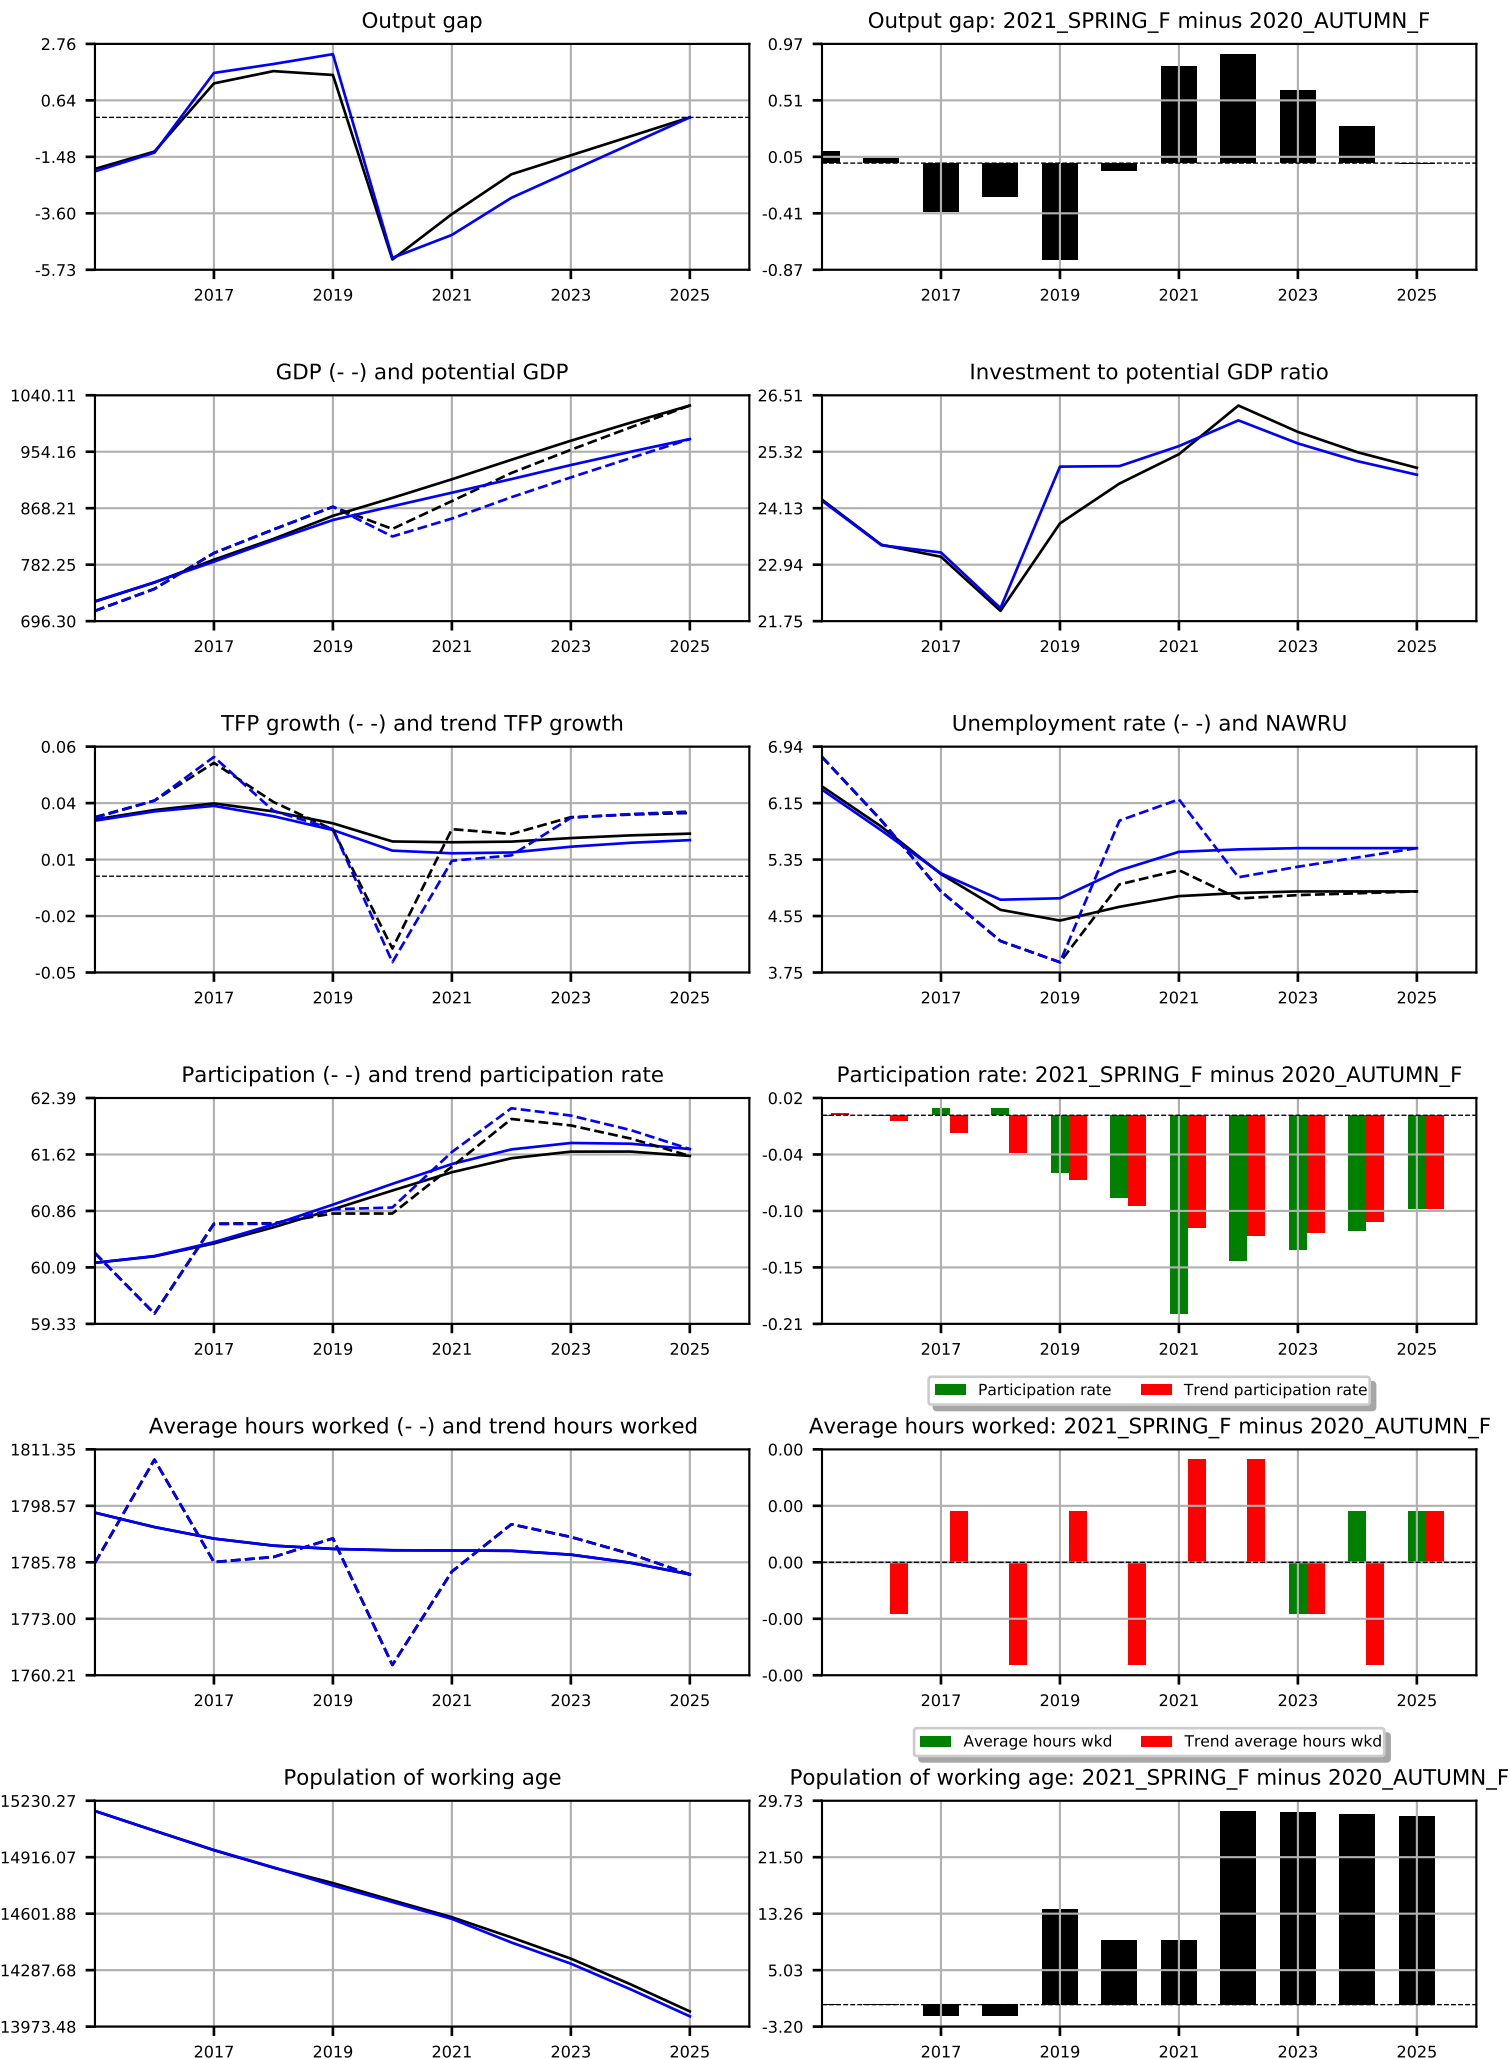 Output gap
2.76
0.64
-1.48
-3.60
-5.73
2017 2019 2021 2023 2025
Output gap: 2021_SPRING_F minus 2020_AUTUMN_F
0.97
0.51
0.05
-0.41
-0.87
2017 2019 2021 2023 2025
GDP (- -) and potential GDP
1040.11
954.16
868.21
782.25
696.30
2017 2019 2021 2023 2025
Investment to potential GDP ratio
26.51
25.32
24.13
22.94
21.75
2017 2019 2021 2023 2025
TFP growth (- -) and trend TFP growth
0.06
0.04
0.01
-0.02
-0.05
2017 2019 2021 2023 2025
Unemployment rate (- -) and NAWRU
6.94
6.15
5.35
4.55
3.75
2017 2019 2021 2023 2025
Participation (- -) and trend participation rate
62.39
61.62
60.86
60.09
59.33
2017 2019 2021 2023 2025
Participation rate: 2021_SPRING_F minus 2020_AUTUMN_F
0.02
-0.04
-0.10
-0.15
-0.21
2017 2019 2021 2023 2025
Participation rate Trend participation rate
Average hours worked (- -) and trend hours worked
1811.35
1798.57
1785.78
1773.00
1760.21
2017 2019 2021 2023 2025
Average hours worked: 2021_SPRING_F minus 2020_AUTUMN_F
0.00
0.00
0.00
-0.00
-0.00
2017 2019 2021 2023 2025
Average hours wkd Trend average hours wkd
Population of working age
15230.27
14916.07
14601.88
14287.68
13973.48
2017 2019 2021 2023 2025
Population of working age: 2021_SPRING_F minus 2020_AUTUMN_F
29.73
21.50
13.26
5.03
-3.20
2017 2019 2021 2023 2025